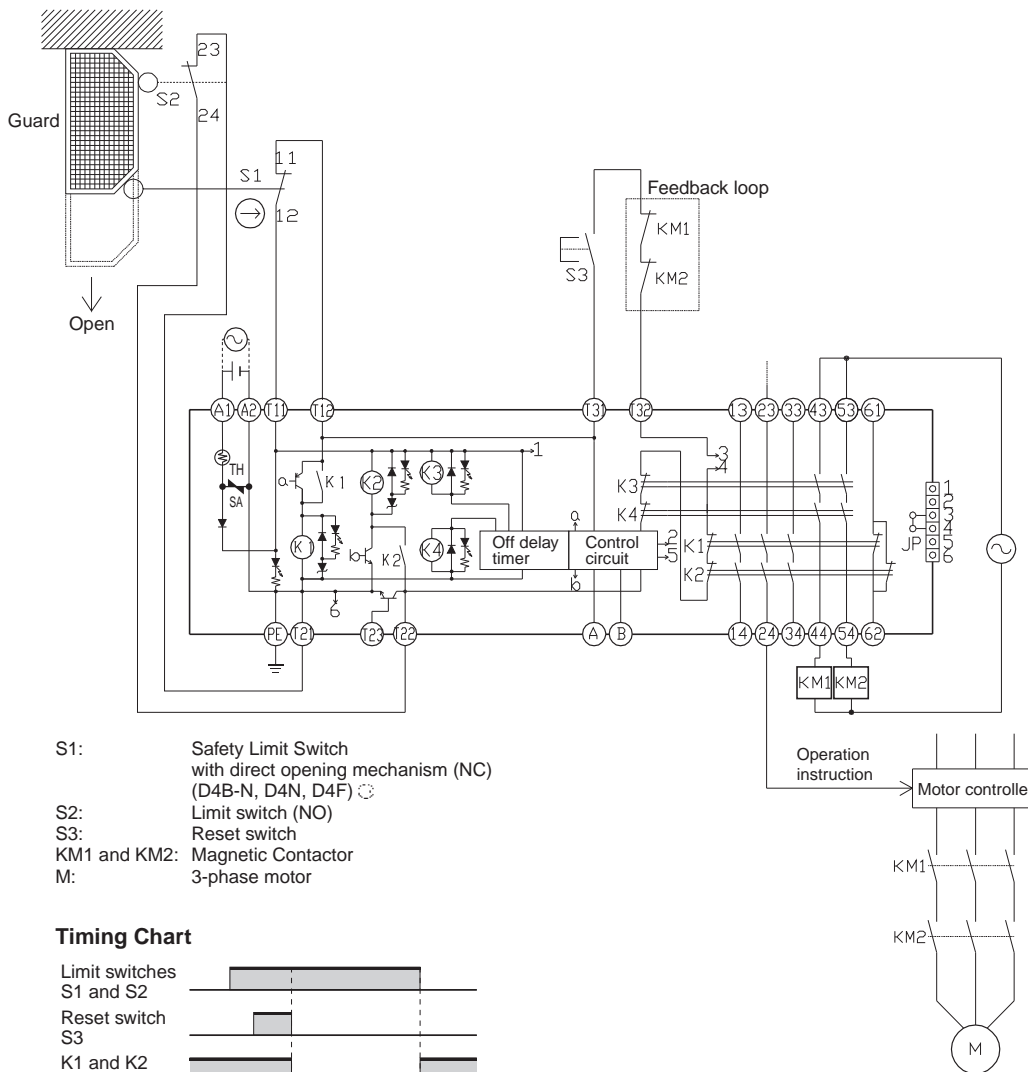 23
S2
24
Guard
11
S1
12
Open
Feedback loop
KM1
S3
KM2
A1 A2 T11 T12 T31 T32 13 23 33 43 53 61
TH
SA
a
K1
K2
K3
1
3
4
K3
K4
K1
K4
b
K2
a
Off delay
timer
Control
circuit
b
2
5
K1
K2
6
JP
1
2
3
4
5
6
PE T21 T23 T22 A B 14 24 34 44 54 62
KM1 KM2
S1: Safety Limit Switch
with direct opening mechanism (NC)
(D4B-N, D4N, D4F)
S2: Limit switch (NO)
S3: Reset switch
KM1 and KM2: Magnetic Contactor
M: 3-phase motor
Operation
instruction
Motor controlle
KM1
KM2
M
Timing Chart
Limit switches
S1 and S2
Reset switch
S3
K1 and K2